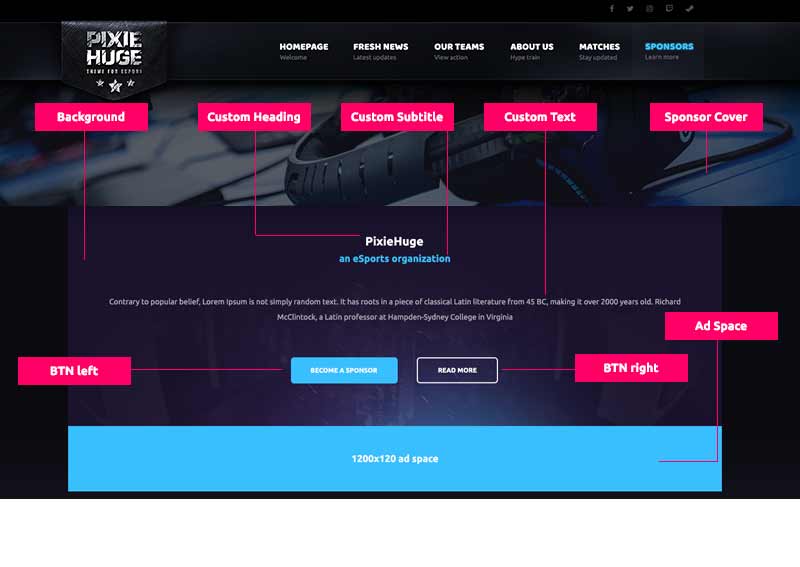 PIXIE
HUGE
THEME FOR ESPORT
HOMEPAGE
Welcome
FRESH NEWS
Latest updates
OUR TEAMS
View action
ABOUT US
Hype train
MATCHES
Stay updated
SPONSORS
Learn more
Background
Custom Heading
Custom Subtitle
Custom Text
Sponsor Cover
PixieHuge
an eSports organization
Contrary to popular belief, Lorem Ipsum is not simply random text. It has roots in a piece of classical Latin literature from 45 BC, making it over 2000 years old. Richard
McClintock, a Latin professor at Hampden-Sydney College in Virginia
Ad Space
BTN left
BECOME A SPONSOR
READ MORE
BTN right
1200x120 ad space